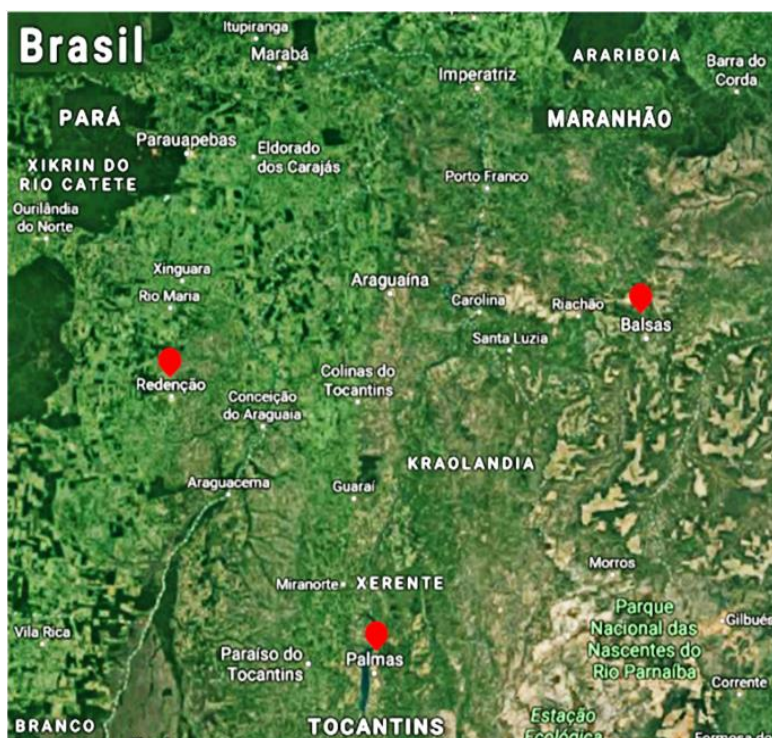 Brasil
Itupiranga
Marabá
Imperatriz
ARARIBOIA
Barra do
Corda
PARÁ
MARANHÃO
Parauapebas
Eldorado
dos Carajás
XIKRIN DO
RIO CATETE
Porto Franco
Ourilândia
do Norte
Xinguara
Rio Maria
Araguaína
Carolina
Riachão
Balsas
Santa Luzia
Redenção
Colinas do
Tocantins
Conceição
do Araguaia
KRAOLANDIA
Araguacema
Guaraí
Morros
Miranorte
XERENTE
Parque
Nacional das
Nascentes do
Rio Parnaíba
Gilbués
Vila Rica
Paraíso do
Tocantins
Palmas
Corrente
BRANCO
TOCANTINS
Estação